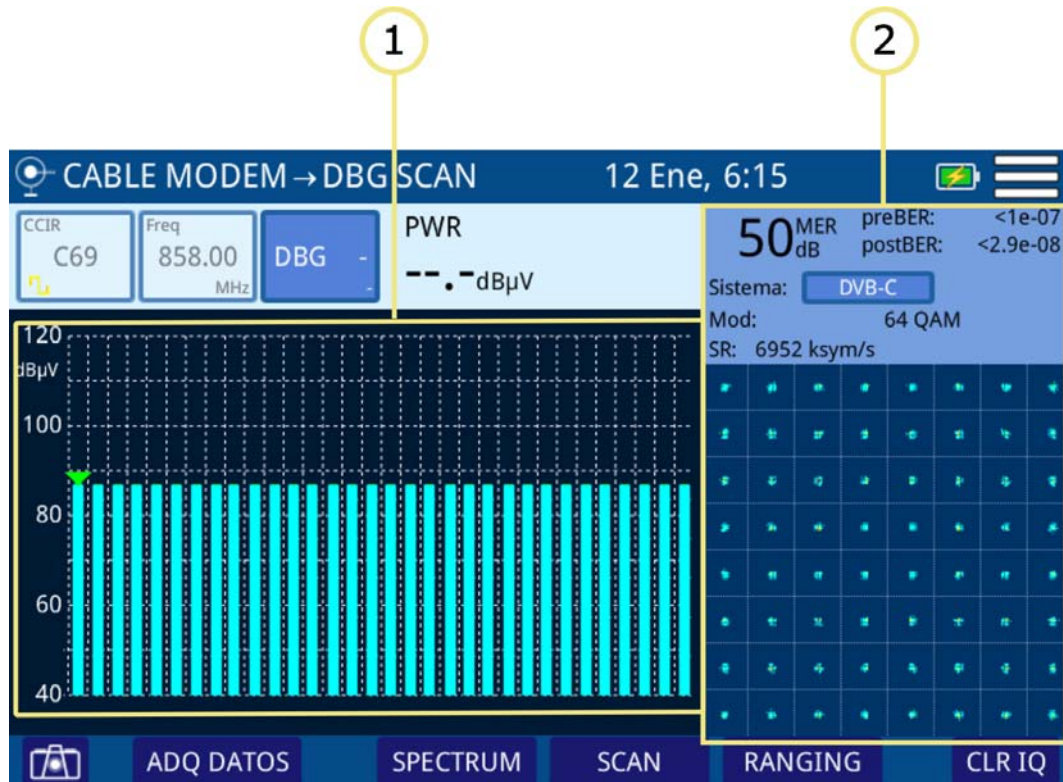 1
2
CABLE MODEM→DBG SCAN 12 Ene, 6:15
CCIR
C69
Freq
858.00
MHz
DBG -
-
PWR
--.-dBµV
50 MER dB
preBER: <1e-07
postBER: <2.9e-08
Sistema: DVB-C
Mod: 64 QAM
SR: 6952 ksym/s
120
dBµV
100
80
60
40
ADQ DATOS SPECTRUM SCAN RANGING CLR IQ